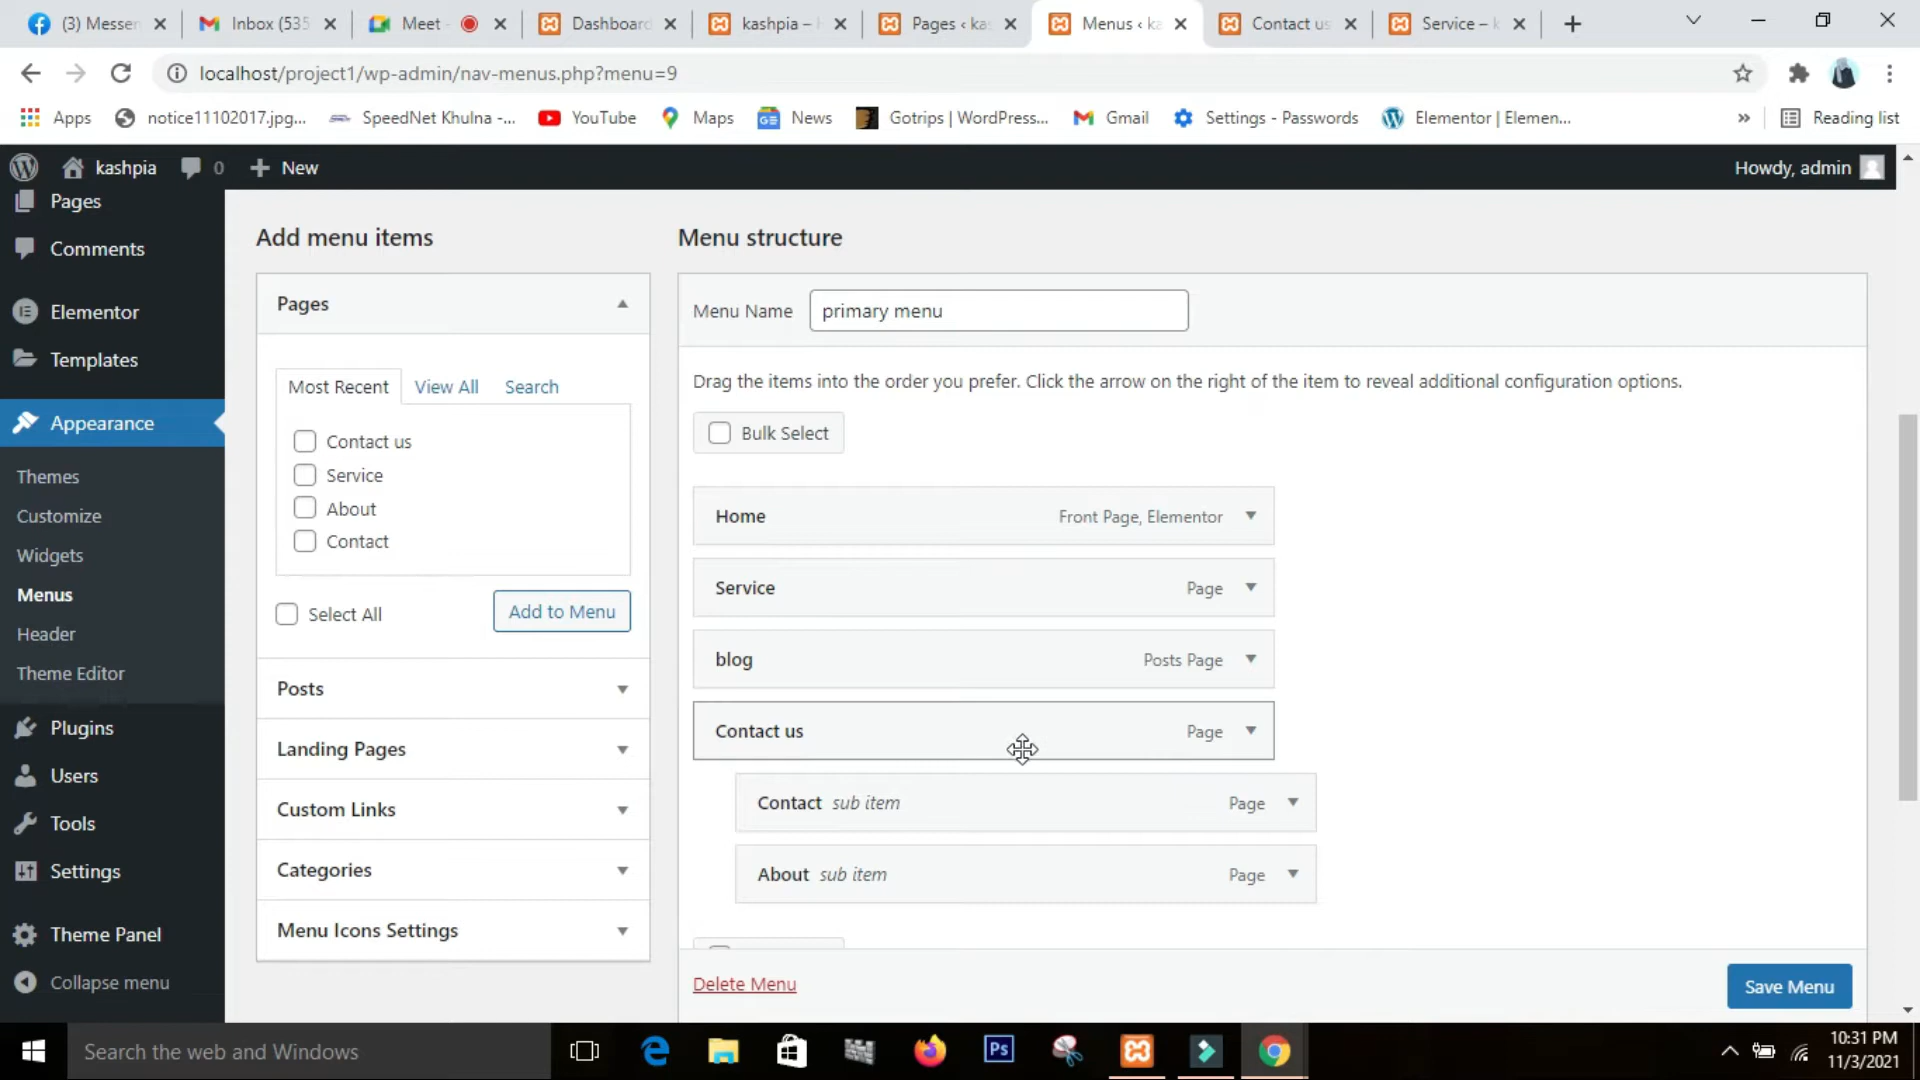 (3) Messen
Inbox (535
Meet -
Dashboard
kashpia – H
Pages ‹ kas
Menus ‹ ka
Contact us
Service – k
localhost/project1/wp-admin/nav-menus.php?menu=9
Apps
notice11102017.jpg...
SpeedNet Khulna -...
YouTube
Maps
News
Gotrips | WordPress...
Gmail
Settings - Passwords
Elementor | Elemen...
»
Reading list
kashpia
0
New
Howdy, admin
Pages
Comments
Elementor
Templates
Appearance
Themes
Customize
Widgets
Menus
Header
Theme Editor
Plugins
Users
Tools
Settings
Theme Panel
Collapse menu
Add menu items
Pages
Most Recent
View All
Search
Contact us
Service
About
Contact
Select All
Add to Menu
Posts
Landing Pages
Custom Links
Categories
Menu Icons Settings
Menu structure
Menu Name
primary menu
Drag the items into the order you prefer. Click the arrow on the right of the item to reveal additional configuration options.
Bulk Select
Home
Front Page, Elementor
Service
Page
blog
Posts Page
Contact us
Page
Contact sub item
Page
About sub item
Page
Delete Menu
Save Menu
Search the web and Windows
Ps
10:31 PM
11/3/2021